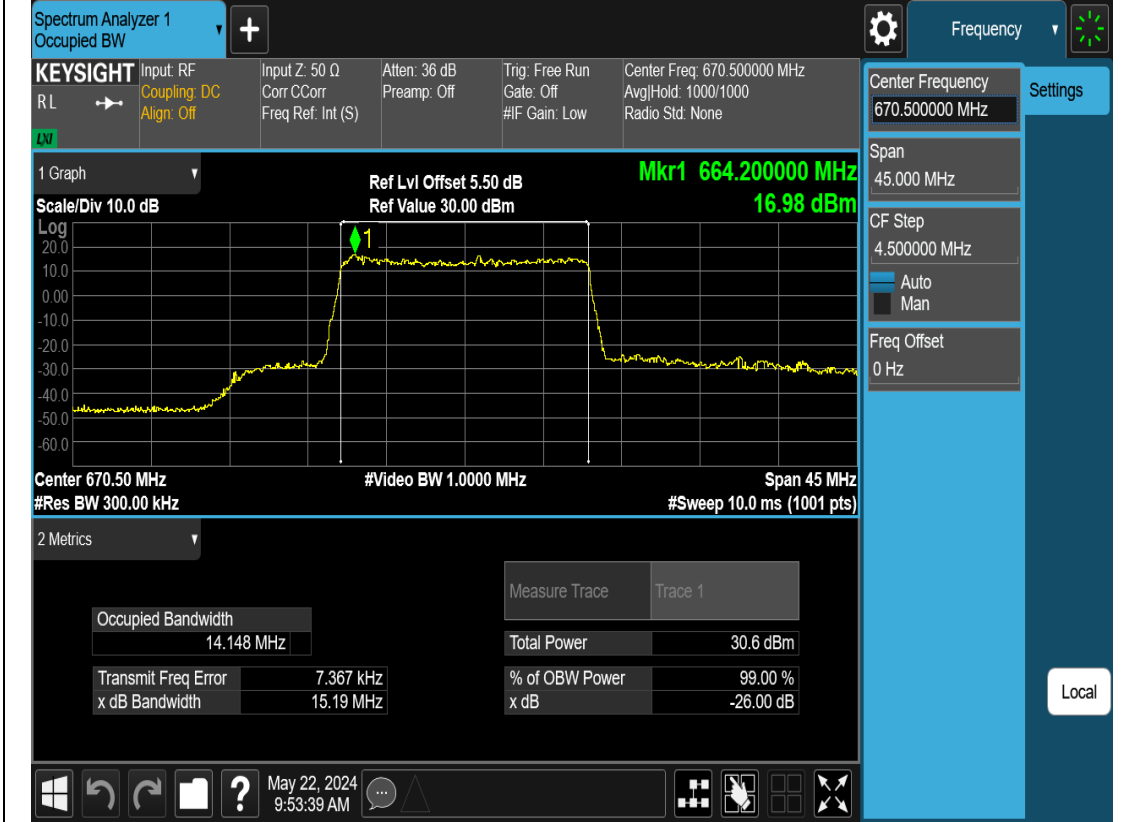 Spectrum Analyzer 1
Occupied BW
Frequency
KEYSIGHT
R L
LXI
Input: RF
Coupling: DC
Align: Off
Input Z: 50 Ω
Corr CCorr
Freq Ref: Int (S)
Atten: 36 dB
Preamp: Off
Trig: Free Run
Gate: Off
#IF Gain: Low
Center Freq: 670.500000 MHz
Avg|Hold: 1000/1000
Radio Std: None
1 Graph
Scale/Div 10.0 dB
Ref Lvl Offset 5.50 dB
Ref Value 30.00 dBm
Mkr1 664.200000 MHz
16.98 dBm
Log
20.0
10.0
0.00
-10.0
-20.0
-30.0
-40.0
-50.0
-60.0
1
Center 670.50 MHz
#Video BW 1.0000 MHz
Span 45 MHz
#Res BW 300.00 kHz
#Sweep 10.0 ms (1001 pts)
2 Metrics
Measure Trace Trace 1
Occupied Bandwidth
14.148 MHz
Total Power 30.6 dBm
Transmit Freq Error 7.367 kHz
% of OBW Power 99.00 %
x dB Bandwidth 15.19 MHz
x dB -26.00 dB
Center Frequency
670.500000 MHz
Settings
Span
45.000 MHz
CF Step
4.500000 MHz
Auto
Man
Freq Offset
0 Hz
Local
?
May 22, 2024
9:53:39 AM